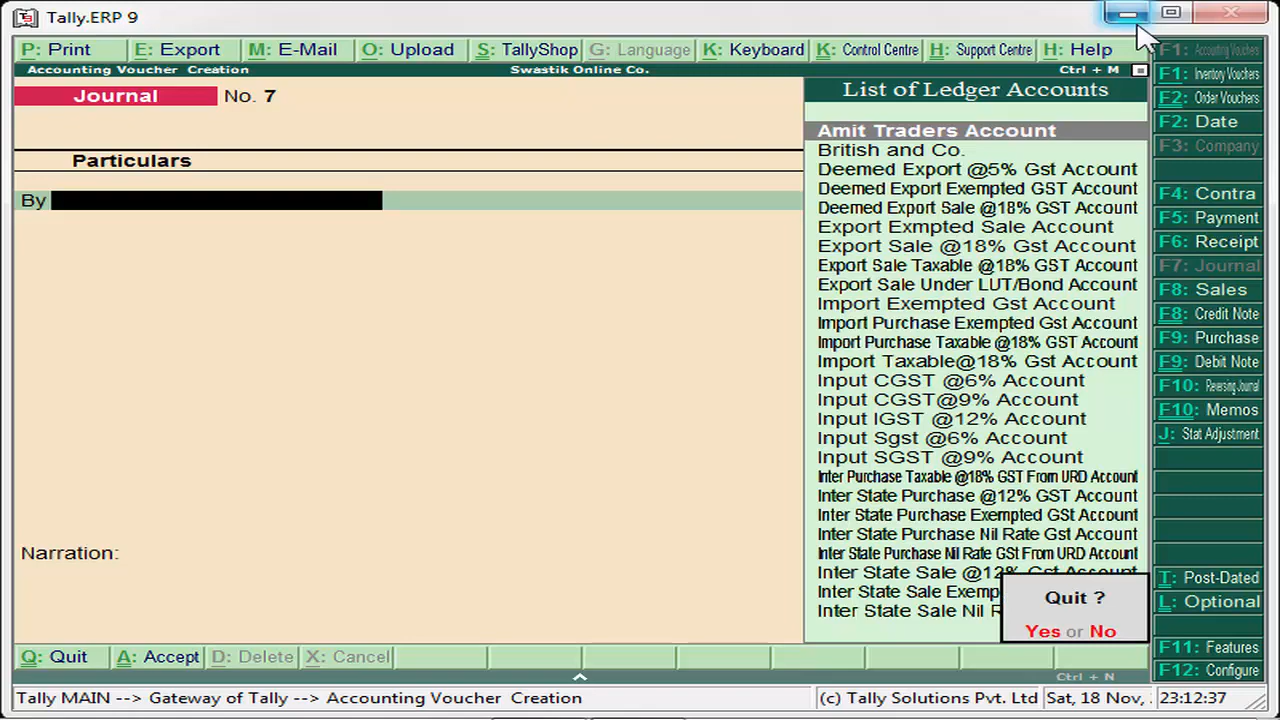 Tally.ERP 9
P: Print E: Export M: E-Mail O: Upload S: TallyShop G: Language K: Keyboard K: Control Centre H: Support Centre H: Help
Accounting Voucher Creation Swastik Online Co. Ctrl + M
Journal No. 7
Particulars
By
Narration:
List of Ledger Accounts
Amit Traders Account
British and Co.
Deemed Export @5% Gst Account
Deemed Export Exempted GST Account
Deemed Export Sale @18% GST Account
Export Exmpted Sale Account
Export Sale @18% Gst Account
Export Sale Taxable @18% GST Account
Export Sale Under LUT/Bond Account
Import Exempted Gst Account
Import Purchase Exempted Gst Account
Import Purchase Taxable @18% GST Account
Import Taxable@18% Gst Account
Input CGST @6% Account
Input CGST@9% Account
Input IGST @12% Account
Input Sgst @6% Account
Input SGST @9% Account
Inter Purchase Taxable @18% GST From URD Account
Inter State Purchase @12% GST Account
Inter State Purchase Exempted GSt Account
Inter State Purchase Nil Rate Gst Account
Inter State Purchase Nil Rate GSt From URD Account
Inter State Sale @12% Gst Account
Inter State Sale Exemp
Inter State Sale Nil R
Quit ?
Yes or No
F1: Accounting Vouchers
F1: Inventory Vouchers
F2: Order Vouchers
F2: Date
F3: Company
F4: Contra
F5: Payment
F6: Receipt
F7: Journal
F8: Sales
F8: Credit Note
F9: Purchase
F9: Debit Note
F10: Reversing Journal
F10: Memos
J: Stat Adjustment
T: Post-Dated
L: Optional
F11: Features
F12: Configure
Q: Quit A: Accept D: Delete X: Cancel
Ctrl + N
Tally MAIN --> Gateway of Tally --> Accounting Voucher Creation (c) Tally Solutions Pvt. Ltd Sat, 18 Nov, 23:12:37